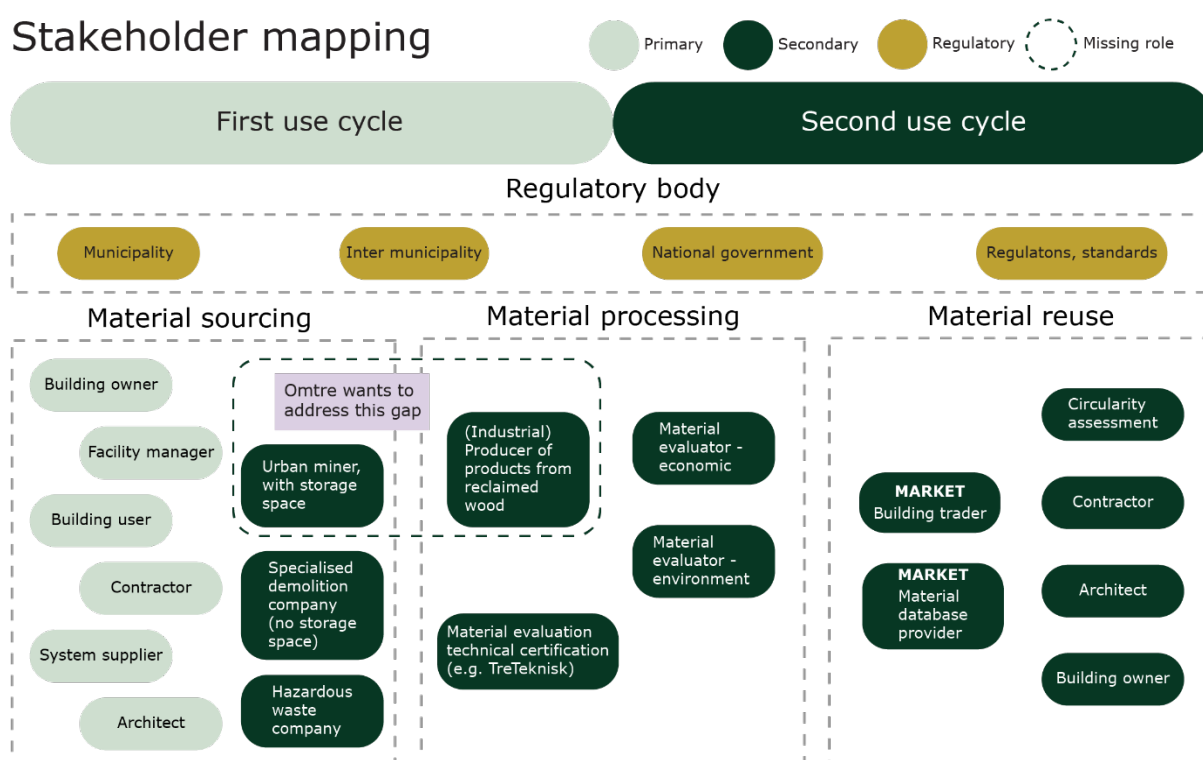 Stakeholder mapping
Primary
Secondary
Regulatory
Missing role
First use cycle
Second use cycle
Regulatory body
Municipality
Inter municipality
National government
Regulatons, standards
Material sourcing
Building owner
Facility manager
Building user
Contractor
System supplier
Architect
Omtre wants to
address this gap
Urban miner,
with storage
space
Specialised
demolition
company
(no storage
space)
Hazardous
waste
company
Material processing
(Industrial)
Producer of
products from
reclaimed
wood
Material evaluation
technical certification
(e.g. TreTeknisk)
Material
evaluator -
economic
Material
evaluator -
environment
Material reuse
MARKET
Building trader
MARKET
Material
database
provider
Circularity
assessment
Contractor
Architect
Building owner